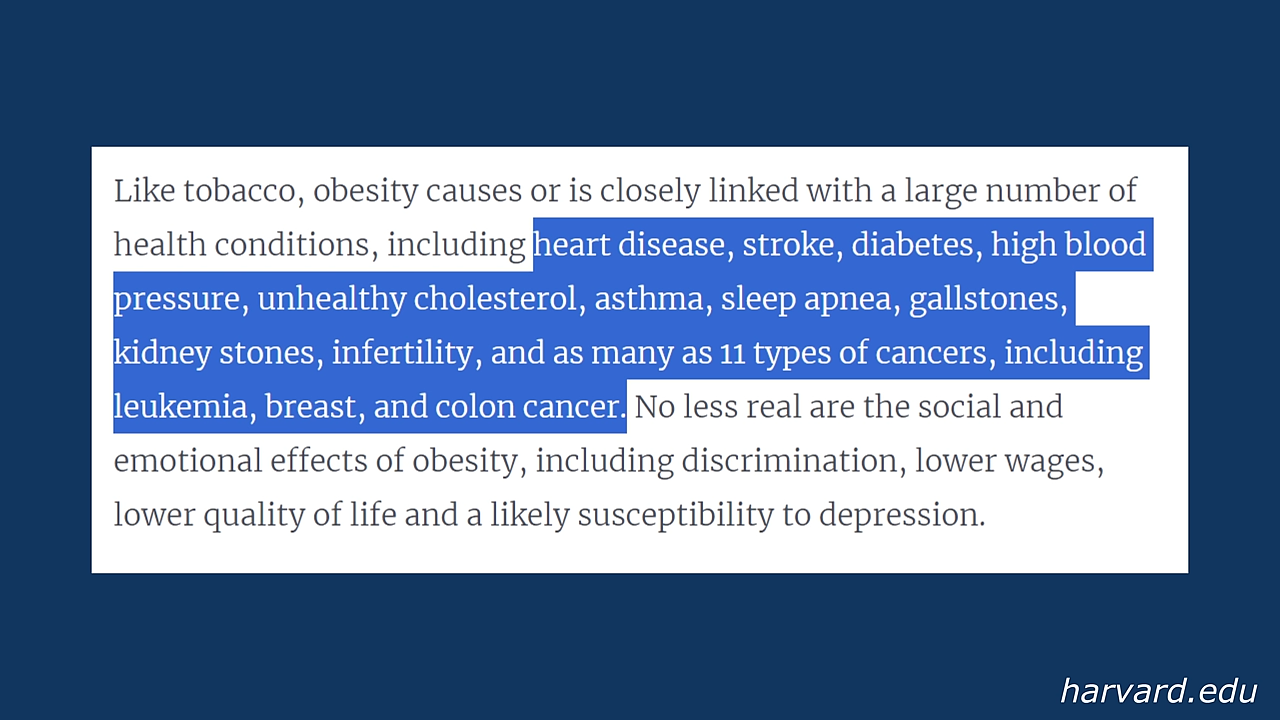 Like tobacco, obesity causes or is closely linked with a large number of
health conditions, including heart disease, stroke, diabetes, high blood
pressure, unhealthy cholesterol, asthma, sleep apnea, gallstones,
kidney stones, infertility, and as many as 11 types of cancers, including
leukemia, breast, and colon cancer. No less real are the social and
emotional effects of obesity, including discrimination, lower wages,
lower quality of life and a likely susceptibility to depression.
harvard.edu